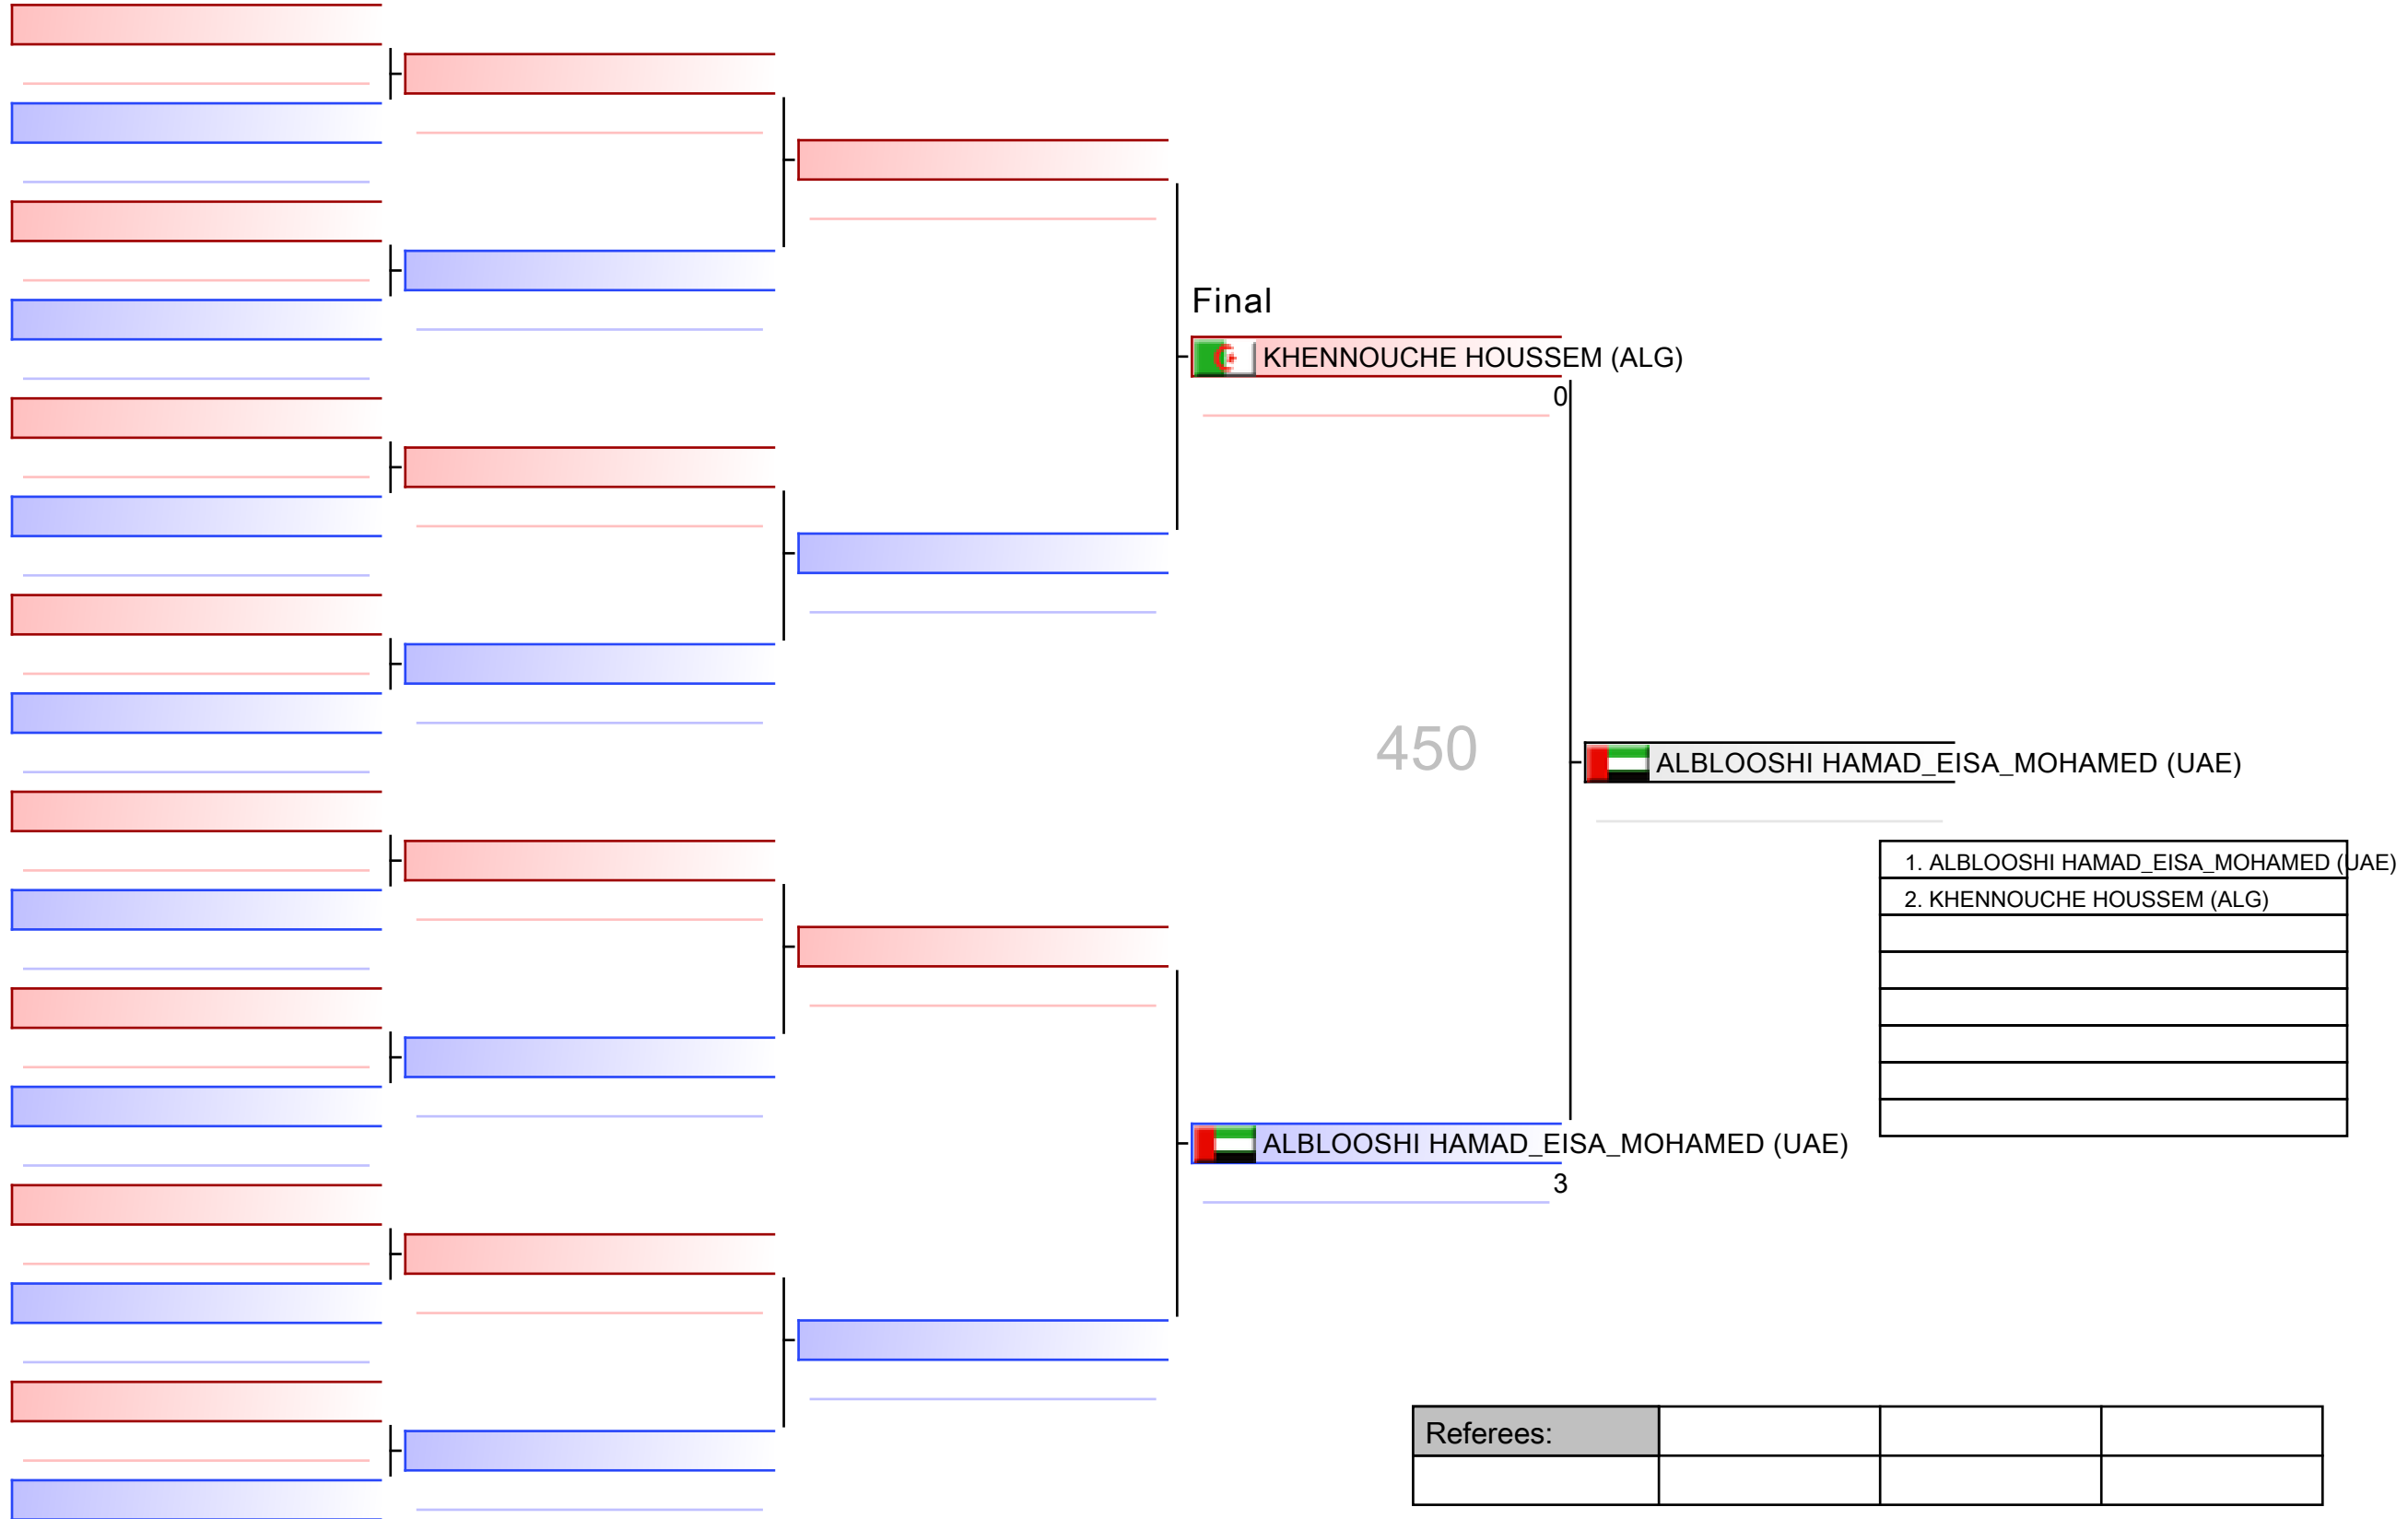 Final
KHENNOUCHE HOUSSEM (ALG)
0
450
ALBLOOSHI HAMAD_EISA_MOHAMED (UAE)
1. ALBLOOSHI HAMAD_EISA_MOHAMED (UAE)
2. KHENNOUCHE HOUSSEM (ALG)
ALBLOOSHI HAMAD_EISA_MOHAMED (UAE)
3
Referees: